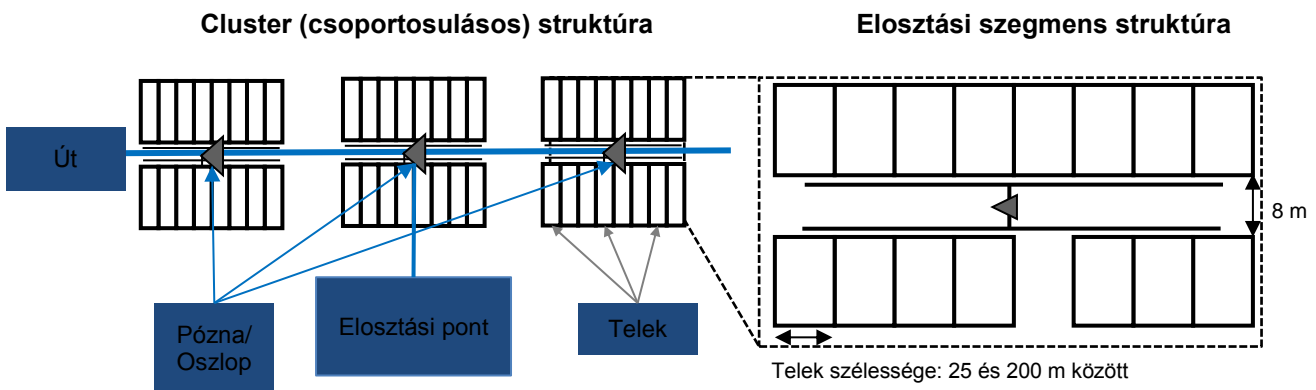 Cluster (csoportosulásos) struktúra
Elosztási szegmens struktúra
Út
8 m
Pózna/
Oszlop
Elosztási pont
Telek
Telek szélessége: 25 és 200 m között